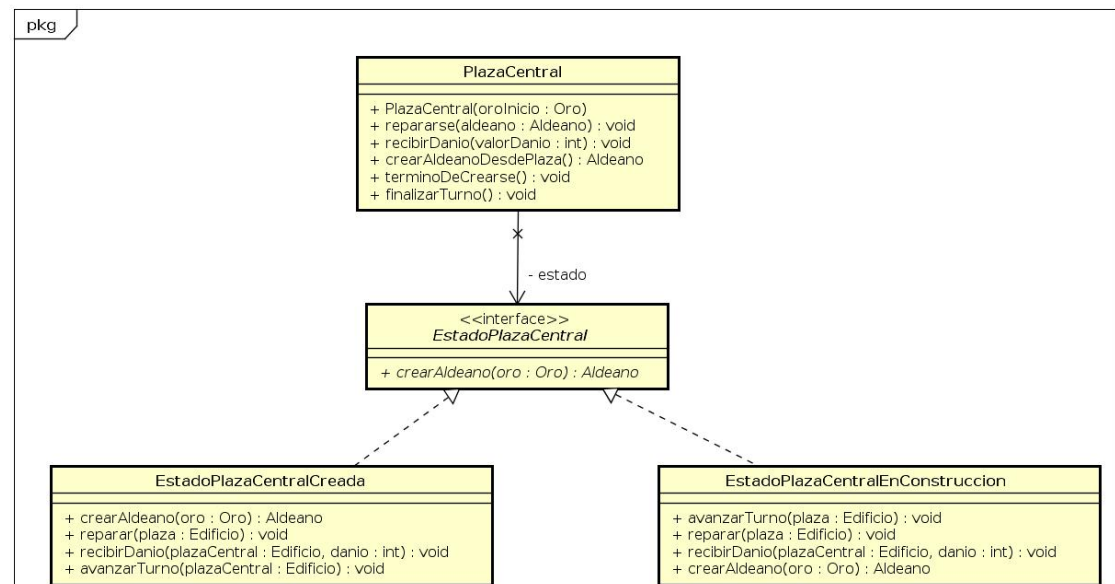 pkg
PlazaCentral
+ PlazaCentral(oroInicio : Oro)
+ repararse(aldeano : Aldeano) : void
+ recibirDanio(valorDanio : int) : void
+ crearAldeanoDesdePlaza() : Aldeano
+ terminoDeCrearse() : void
+ finalizarTurno() : void
- estado
<<interface>>
EstadoPlazaCentral
+ crearAldeano(oro : Oro) : Aldeano
EstadoPlazaCentralCreada
+ crearAldeano(oro : Oro) : Aldeano
+ reparar(plaza : Edificio) : void
+ recibirDanio(plazaCentral : Edificio, danio : int) : void
+ avanzarTurno(plazaCentral : Edificio) : void
EstadoPlazaCentralEnConstruccion
+ avanzarTurno(plaza : Edificio) : void
+ reparar(plaza : Edificio) : void
+ recibirDanio(plazaCentral : Edificio, danio : int) : void
+ crearAldeano(oro : Oro) : Aldeano